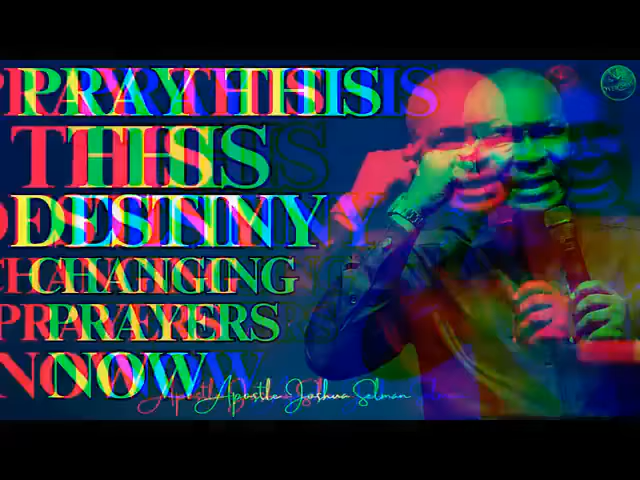 PRAY THIS
THIS
DESTINY
CHANGING
PRAYERS
NOW
Apostle Joshua Selman